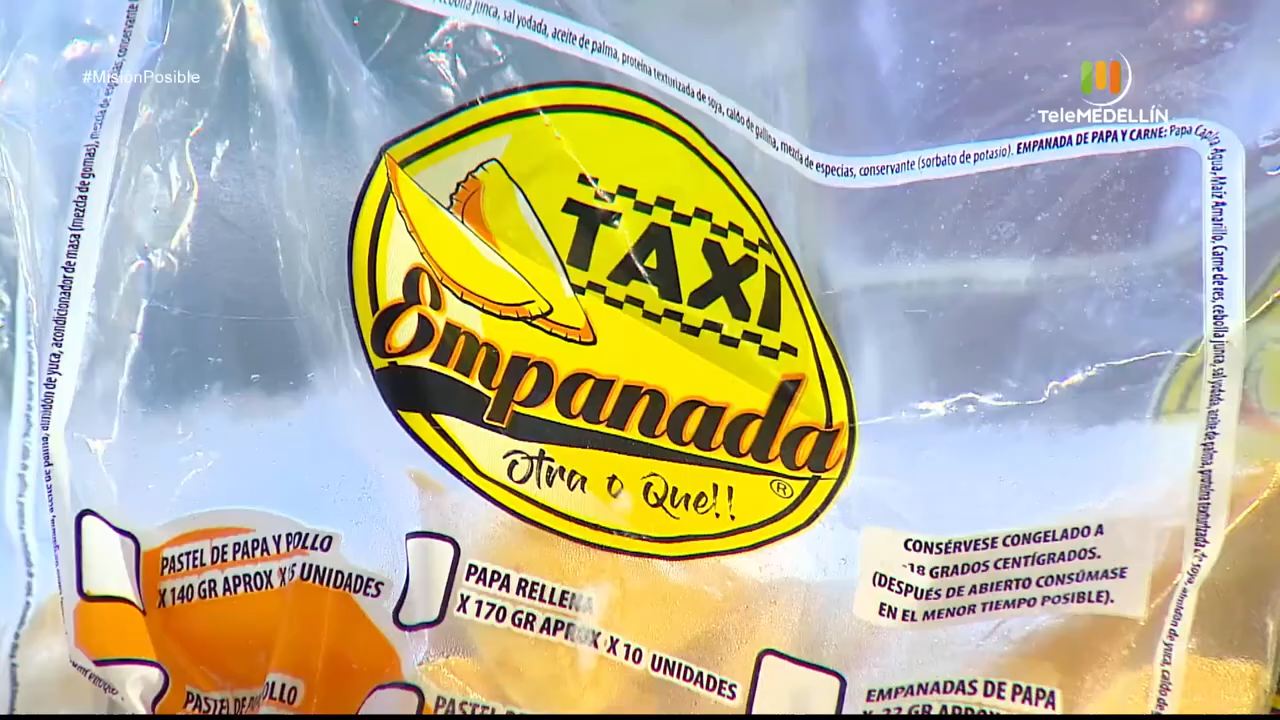 #MisionPosible
TeleMEDELLÍN
cebolla junca, sal yodada, aceite de palma, proteína texturizada de soya, caldo de gallina, mezcla de especias, conservante (sorbato de potasio). EMPANADA DE PAPA Y CARNE: Papa Capira
Agua, Maíz Amarillo, Carne de res, cebolla junca, sal yodada, aceite de palma, proteína texturizada de soya, almidón de yuca, caldo de
almidón de yuca, acondicionador de masa (mezcla de gomas), mezcla de especias, conservante
TAXI
Empanada
Otra o Que!!
®
PASTEL DE PAPA Y POLLO
X 140 GR APROX X 5 UNIDADES
PAPA RELLENA
X 170 GR APROX X 10 UNIDADES
CONSÉRVESE CONGELADO A
-18 GRADOS CENTÍGRADOS.
(DESPUÉS DE ABIERTO CONSÚMASE
EN EL MENOR TIEMPO POSIBLE).
PASTEL DE POLLO
PASTEL
EMPANADAS DE PAPA
X 22 GR APROX